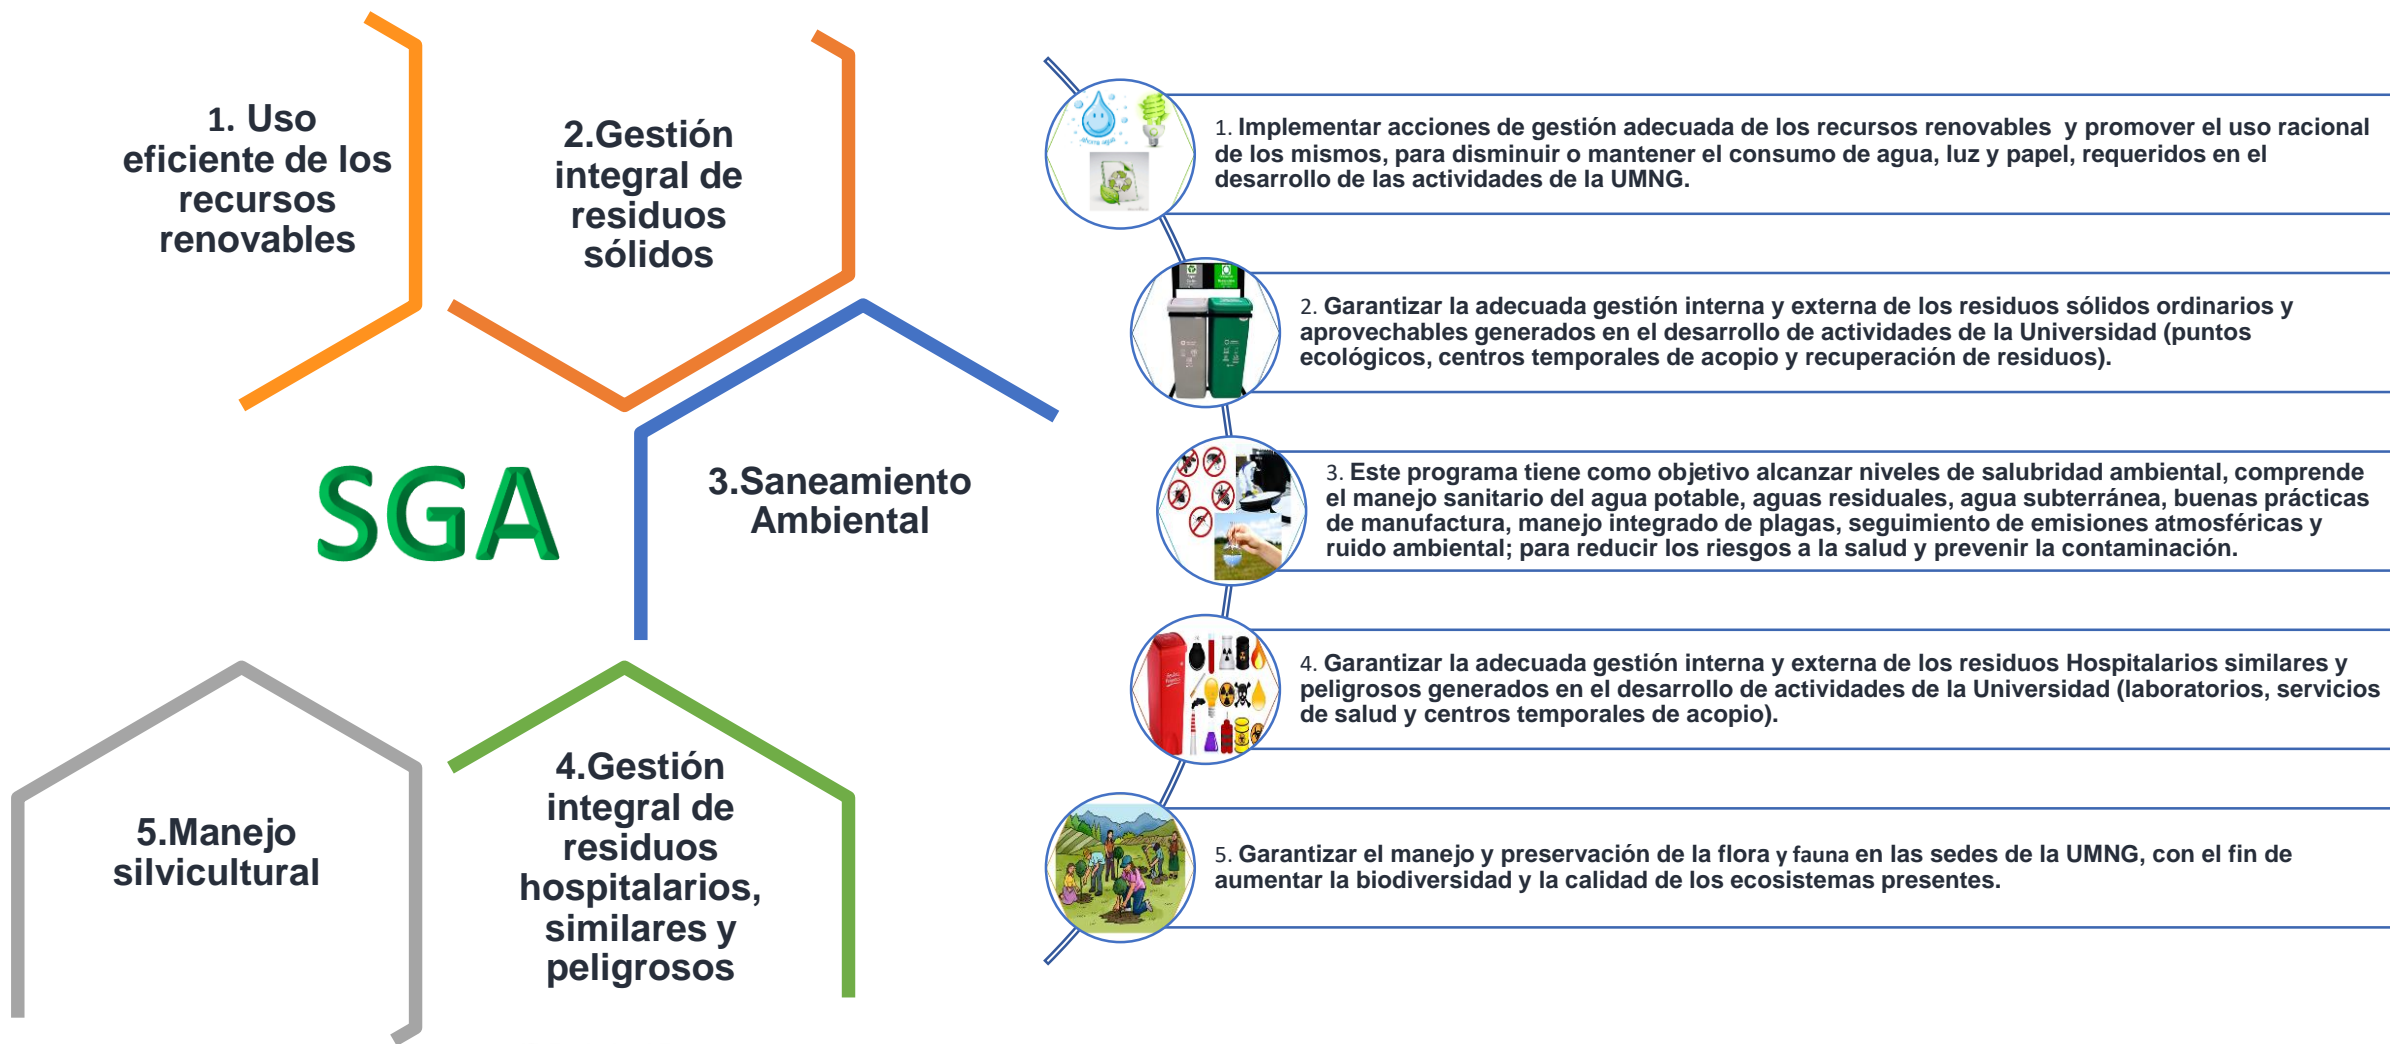 1. Uso
eficiente de los
recursos
renovables
2.Gestión
integral de
residuos
sólidos
SGA
3.Saneamiento
Ambiental
4.Gestión
integral de
residuos
hospitalarios,
similares y
peligrosos
5.Manejo
silvicultural
ahorra agua
1. Implementar acciones de gestión adecuada de los recursos renovables  y promover el uso racional
de los mismos, para disminuir o mantener el consumo de agua, luz y papel, requeridos en el
desarrollo de las actividades de la UMNG.
2. Garantizar la adecuada gestión interna y externa de los residuos sólidos ordinarios y
aprovechables generados en el desarrollo de actividades de la Universidad (puntos
ecológicos, centros temporales de acopio y recuperación de residuos).
3. Este programa tiene como objetivo alcanzar niveles de salubridad ambiental, comprende
el manejo sanitario del agua potable, aguas residuales, agua subterránea, buenas prácticas
de manufactura, manejo integrado de plagas, seguimiento de emisiones atmosféricas y
ruido ambiental; para reducir los riesgos a la salud y prevenir la contaminación.
4. Garantizar la adecuada gestión interna y externa de los residuos Hospitalarios similares y
peligrosos generados en el desarrollo de actividades de la Universidad (laboratorios, servicios
de salud y centros temporales de acopio).
5. Garantizar el manejo y preservación de la flora y fauna en las sedes de la UMNG, con el fin de
aumentar la biodiversidad y la calidad de los ecosistemas presentes.